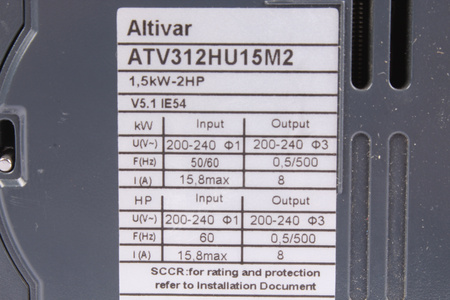 Altivar
ATV312HU15M2
1,5kW-2HP
V5.1 IE54
kW Input Output
U(V~) 200-240 Φ1 200-240 Φ3
F(Hz) 50/60 0,5/500
I (A) 15,8max 8
HP Input Output
U(V~) 200-240 Φ1 200-240 Φ3
F(Hz) 60 0,5/500
I (A) 15,8max 8
SCCR:for rating and protection
refer to Installation Document